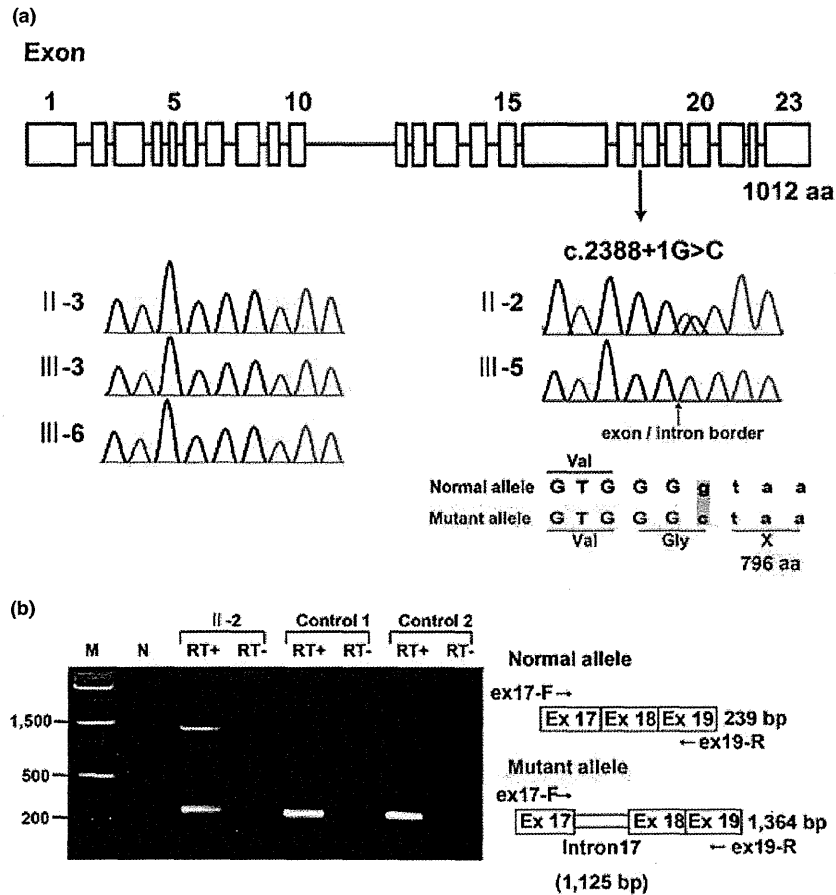 (a)
Exon
1 5 10 15 20 23
1012 aa
c.2388+1G>C
II-3
III-3
III-6
II-2
III-5
exon / intron border
Val
Normal allele G T G G G g t a a
Mutant allele G T G G G c t a a
Val Gly X
796 aa
(b)
II-2 Control 1 Control 2
M N RT+ RT- RT+ RT- RT+ RT-
1,500
500
200
Normal allele
ex17-F→
Ex 17 Ex 18 Ex 19 239 bp
←ex19-R
Mutant allele
ex17-F→
Ex 17 Ex 18 Ex 19 1,364 bp
Intron17 ←ex19-R
(1,125 bp)